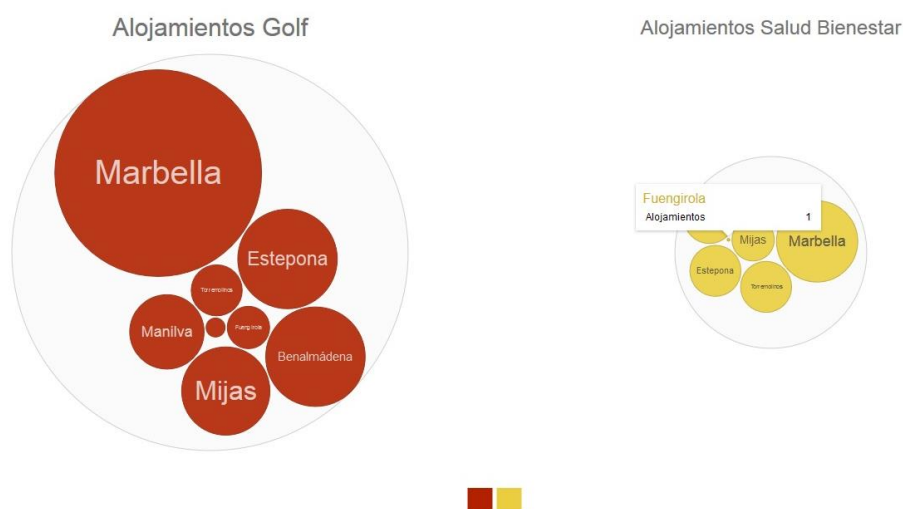 Alojamientos Golf
Marbella
Estepona
Torremolinos
Manilva
Fuengirola
Benalmádena
Mijas
Alojamientos Salud Bienestar
Fuengirola
Alojamientos 1
Mijas
Marbella
Estepona
Torremolinos